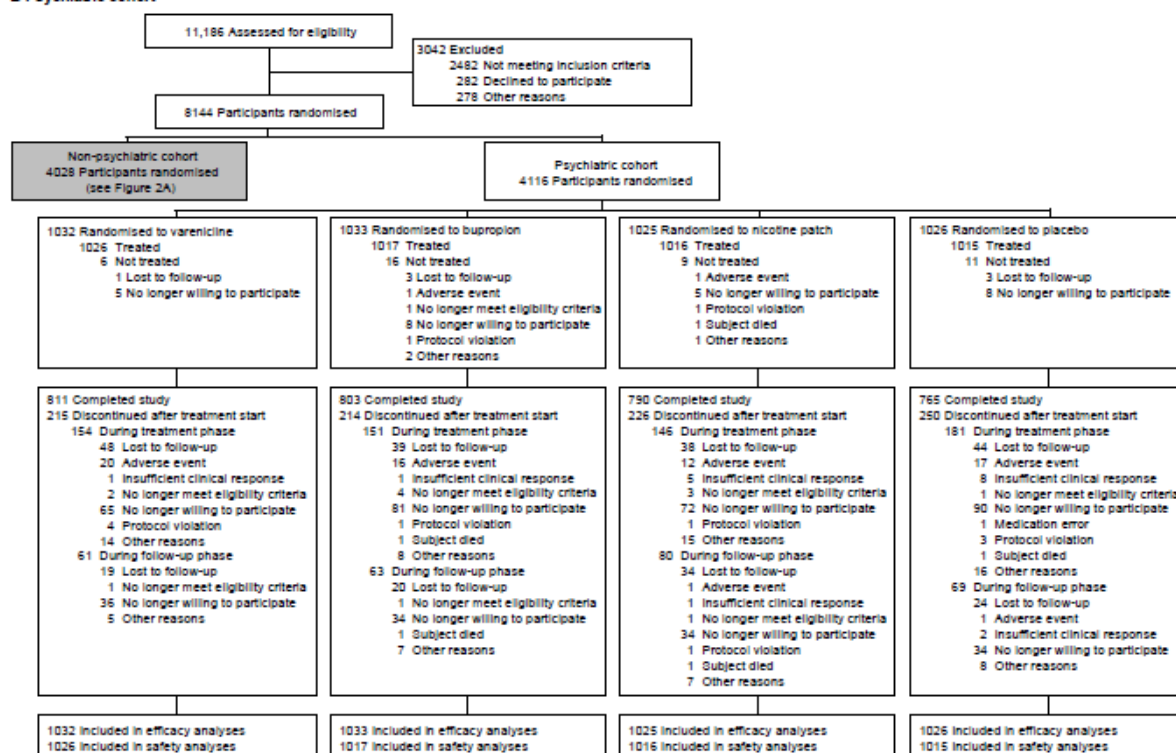 11,186 Assessed for eligibility
3042 Excluded
2482 Not meeting inclusion criteria
282 Declined to participate
278 Other reasons
8144 Participants randomised
Non-psychiatric cohort
4028 Participants randomised
(see Figure 2A)
Psychiatric cohort
4116 Participants randomised
1032 Randomised to varenicline
1026 Treated
6 Not treated
1 Lost to follow-up
5 No longer willing to participate
1033 Randomised to bupropion
1017 Treated
16 Not treated
3 Lost to follow-up
1 Adverse event
1 No longer meet eligibility criteria
8 No longer willing to participate
1 Protocol violation
2 Other reasons
1025 Randomised to nicotine patch
1016 Treated
9 Not treated
1 Adverse event
5 No longer willing to participate
1 Protocol violation
1 Subject died
1 Other reasons
1026 Randomised to placebo
1015 Treated
11 Not treated
3 Lost to follow-up
8 No longer willing to participate
811 Completed study
215 Discontinued after treatment start
154 During treatment phase
48 Lost to follow-up
20 Adverse event
1 Insufficient clinical response
2 No longer meet eligibility criteria
65 No longer willing to participate
4 Protocol violation
14 Other reasons
61 During follow-up phase
19 Lost to follow-up
1 No longer meet eligibility criteria
36 No longer willing to participate
5 Other reasons
803 Completed study
214 Discontinued after treatment start
151 During treatment phase
39 Lost to follow-up
16 Adverse event
1 Insufficient clinical response
4 No longer meet eligibility criteria
81 No longer willing to participate
1 Protocol violation
1 Subject died
8 Other reasons
63 During follow-up phase
20 Lost to follow-up
1 No longer meet eligibility criteria
34 No longer willing to participate
1 Subject died
7 Other reasons
790 Completed study
226 Discontinued after treatment start
146 During treatment phase
38 Lost to follow-up
12 Adverse event
5 Insufficient clinical response
3 No longer meet eligibility criteria
72 No longer willing to participate
1 Protocol violation
15 Other reasons
80 During follow-up phase
34 Lost to follow-up
1 Adverse event
1 Insufficient clinical response
1 No longer meet eligibility criteria
34 No longer willing to participate
1 Protocol violation
1 Subject died
7 Other reasons
765 Completed study
250 Discontinued after treatment start
181 During treatment phase
44 Lost to follow-up
17 Adverse event
8 Insufficient clinical response
1 No longer meet eligibility criteria
90 No longer willing to participate
1 Medication error
3 Protocol violation
1 Subject died
16 Other reasons
69 During follow-up phase
24 Lost to follow-up
1 Adverse event
2 Insufficient clinical response
34 No longer willing to participate
8 Other reasons
1032 Included in efficacy analyses
1026 Included in safety analyses
1033 Included in efficacy analyses
1017 Included in safety analyses
1025 Included in efficacy analyses
1016 Included in safety analyses
1026 Included in efficacy analyses
1015 Included in safety analyses